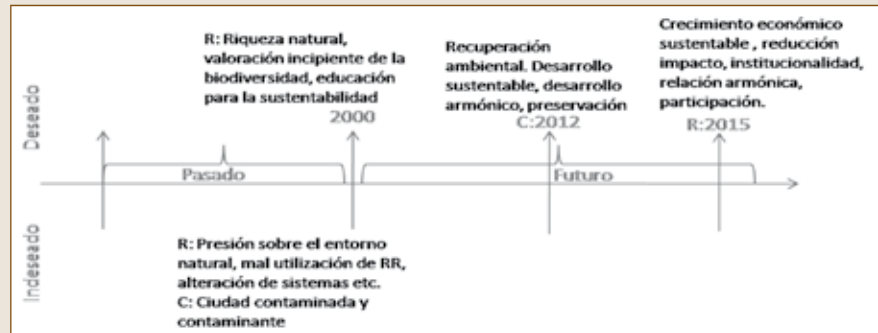 R: Riqueza natural,
valoración incipiente de la
biodiversidad, educación
para la sustentabilidad
2000
Recuperación
ambiental. Desarrollo
sustentable, desarrollo
armónico, preservación
C:2012
Crecimiento económico
sustentable , reducción
impacto, institucionalidad,
relación armónica,
participación.
R:2015
Deseado
Pasado
Futuro
Indeseado
R: Presión sobre el entorno
natural, mal utilización de RR,
alteración de sistemas etc.
C: Ciudad contaminada y
contaminante